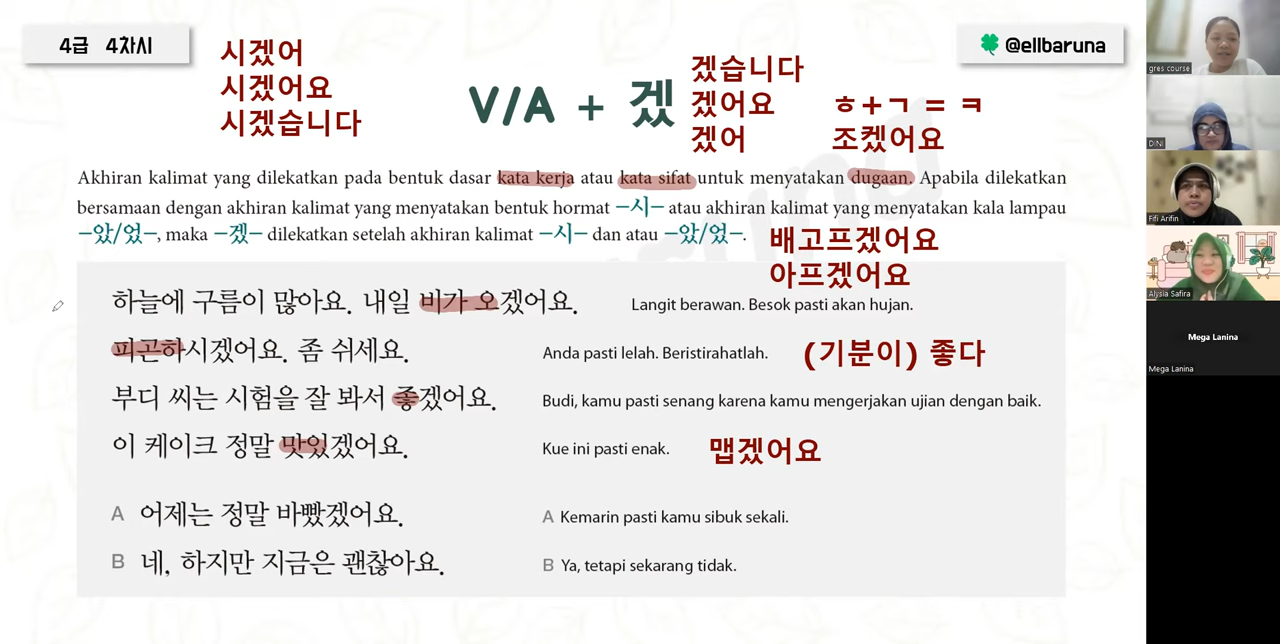 4급 4차시
시겠어
시겠어요
시겠습니다
V/A + 겠
겠습니다
겠어요
겠어
ㅎ+ㄱ = ㅋ
조켔어요
@ellbaruna
Akhiran kalimat yang dilekatkan pada bentuk dasar kata kerja atau kata sifat untuk menyatakan dugaan. Apabila dilekatkan
bersamaan dengan akhiran kalimat yang menyatakan bentuk hormat –시– atau akhiran kalimat yang menyatakan kala lampau
–았/었–, maka –겠– dilekatkan setelah akhiran kalimat –시– dan atau –았/었–.
배고프겠어요
아프겠어요
하늘에 구름이 많아요. 내일 비가 오겠어요.
Langit berawan. Besok pasti akan hujan.
피곤하시겠어요. 좀 쉬세요.
Anda pasti lelah. Beristirahatlah.
(기분이) 좋다
부디 씨는 시험을 잘 봐서 좋겠어요.
Budi, kamu pasti senang karena kamu mengerjakan ujian dengan baik.
이 케이크 정말 맛있겠어요.
Kue ini pasti enak.
맵겠어요
A 어제는 정말 바빴겠어요.
A Kemarin pasti kamu sibuk sekali.
B 네, 하지만 지금은 괜찮아요.
B Ya, tetapi sekarang tidak.
gres course
DINI
Fifi Arifin
Alysia Safira
Mega Lanina
Mega Lanina